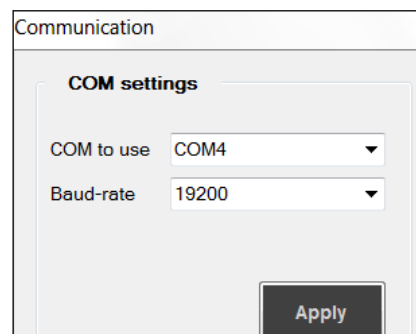 Communication
COM settings
COM to use COM4
Baud-rate 19200
Apply